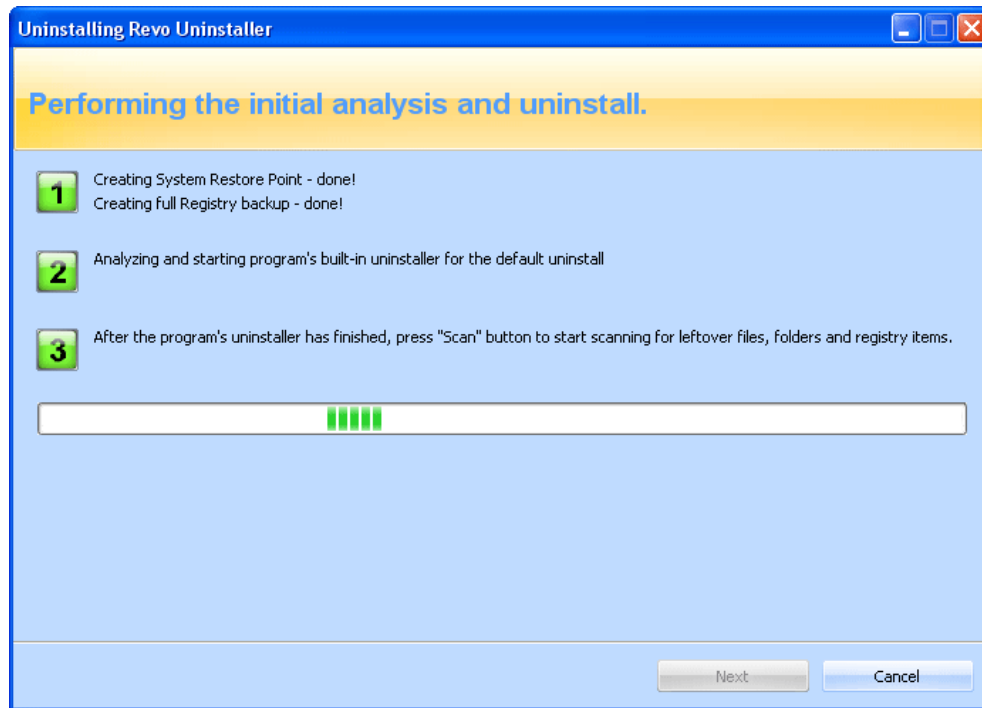 Uninstalling Revo Uninstaller
Performing the initial analysis and uninstall.
1
Creating System Restore Point - done!
Creating full Registry backup - done!
2
Analyzing and starting program's built-in uninstaller for the default uninstall
3
After the program's uninstaller has finished, press "Scan" button to start scanning for leftover files, folders and registry items.
Next
Cancel